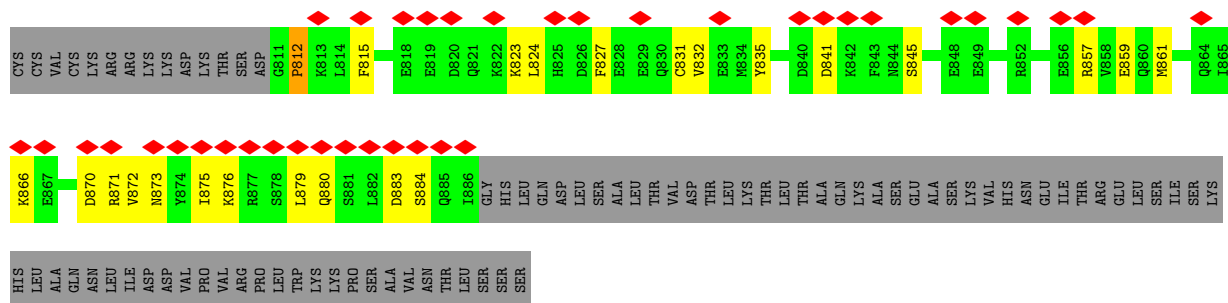 CYS CYS VAL CYS LYS ARG ARG LYS LYS ASP LYS THR SER ASP G811 P812 K813 L814 F815 E818 E819 D820 Q821 K822 K823 L824 H825 D826 F827 E828 E829 Q830 C831 V832 E833 M834 Y835 D840 D841 K842 F843 N844 S845 E848 E849 R852 E856 R857 V858 E859 Q860 M861 Q864 I865
K866 E867 D870 R871 V872 N873 Y874 I875 K876 R877 S878 L879 Q880 S881 L882 D883 S884 Q885 I886 GLY HIS LEU GLN ASP LEU SER ALA LEU THR VAL ASP THR LEU LYS THR LEU THR ALA GLN LYS ALA SER GLU ALA SER LYS VAL HIS ASN GLU ILE THR ARG GLU LEU SER ILE SER LYS
HIS LEU ALA GLN ASN LEU ILE ASP ASP VAL PRO VAL ARG PRO LEU TRP LYS LYS PRO SER ALA VAL ASN THR LEU SER SER SER